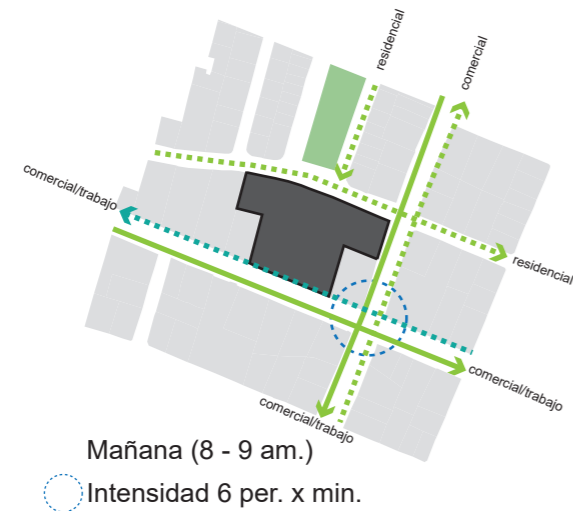 residencial
comercial
comercial/trabajo
residencial
comercial/trabajo
comercial/trabajo
Mañana (8 - 9 am.)
Intensidad 6 per. x min.